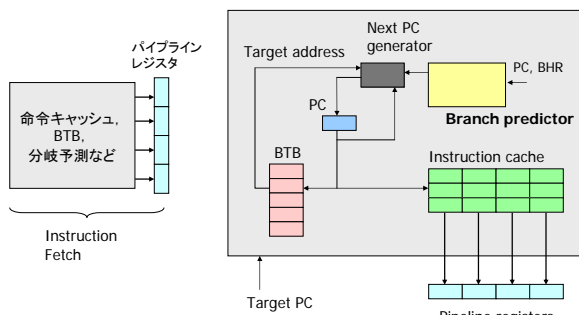 パイプライン
レジスタ
命令キャッシュ,
BTB,
分岐予測など
Instruction
Fetch
Next PC
generator
Target address
PC, BHR
PC
Branch predictor
BTB
Instruction cache
Target PC
Pipeline registers